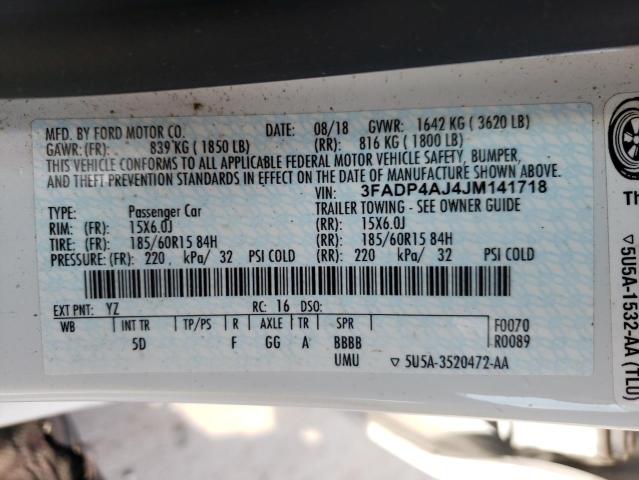 MFD. BY FORD MOTOR CO. DATE: 08/18 GVWR: 1642 KG ( 3620 LB)
GAWR: (FR): 839 KG ( 1850 LB) (RR): 816 KG ( 1800 LB)
THIS VEHICLE CONFORMS TO ALL APPLICABLE FEDERAL MOTOR VEHICLE SAFETY, BUMPER,
STANDARDS IN EFFECT ON THE DATE OF MANUFACTURE SHOWN ABOVE.
VIN: 3FADP4AJ4JM141718
TYPE: Passenger Car TRAILER TOWING - SEE OWNER GUIDE
RIM: (FR): 15X6.0J (RR): 15X6.0J
TIRE: (FR): 185/60R15 84H (RR): 185/60R15 84H
PRESSURE: (FR): 220 kPa/ 32 PSI COLD (RR): 220 kPa/ 32 PSI COLD
EXT PNT: YZ RC: 16 DSO:
WB INT TR TP/PS R AXLE TR SPR F0070
5D F GG A BBBB R0089
UMU ▽ 5U5A-3520472-AA
▽ 5U5A-1532-AA (TLU)